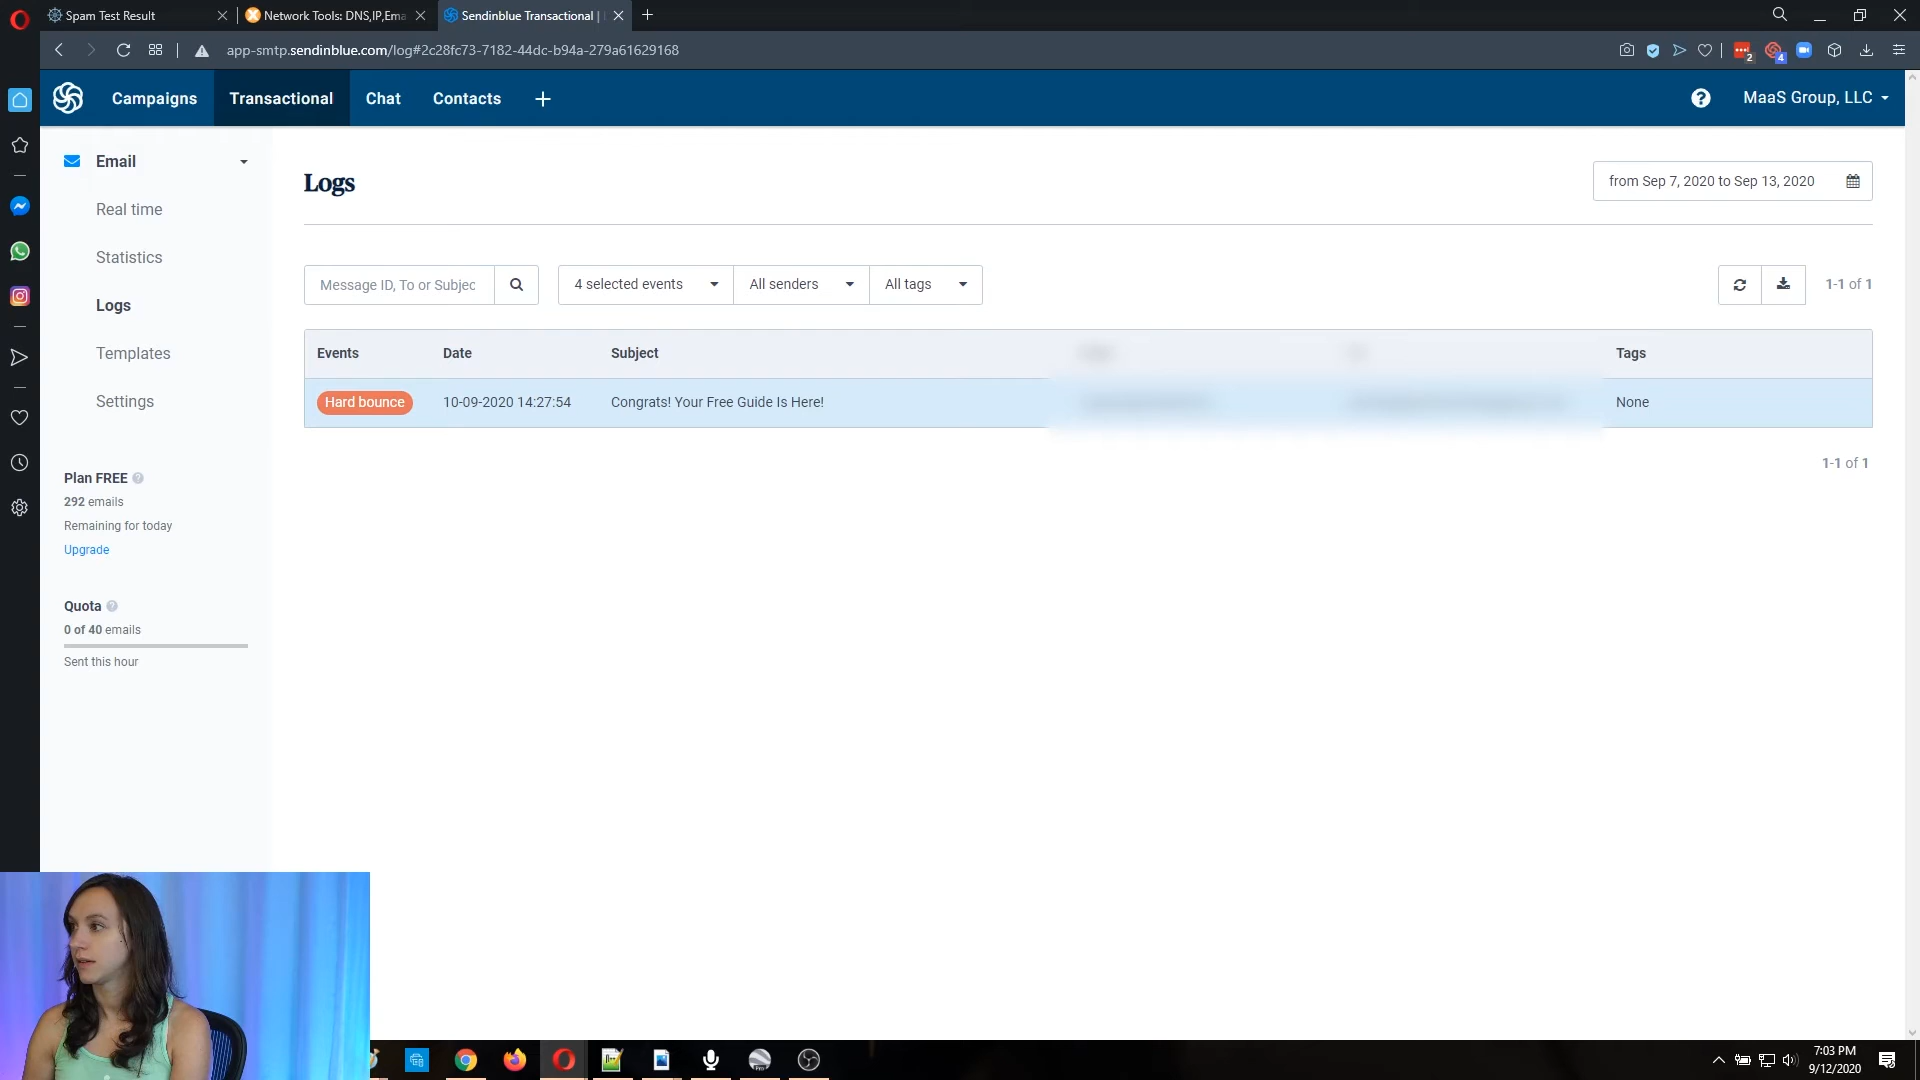 Spam Test Result
Network Tools: DNS,IP,Ema
Sendinblue Transactional |
app-smtp.sendinblue.com/log#2c28fc73-7182-44dc-b94a-279a61629168
2
4
Campaigns
Transactional
Chat
Contacts
MaaS Group, LLC
Email
Real time
Statistics
Logs
Templates
Settings
Plan FREE
292 emails
Remaining for today
Upgrade
Quota
0 of 40 emails
Sent this hour
Logs
from Sep 7, 2020 to Sep 13, 2020
Message ID, To or Subjec
4 selected events
All senders
All tags
1-1 of 1
Events Date Subject Tags
Hard bounce 10-09-2020 14:27:54 Congrats! Your Free Guide Is Here! None
1-1 of 1
7:03 PM
9/12/2020